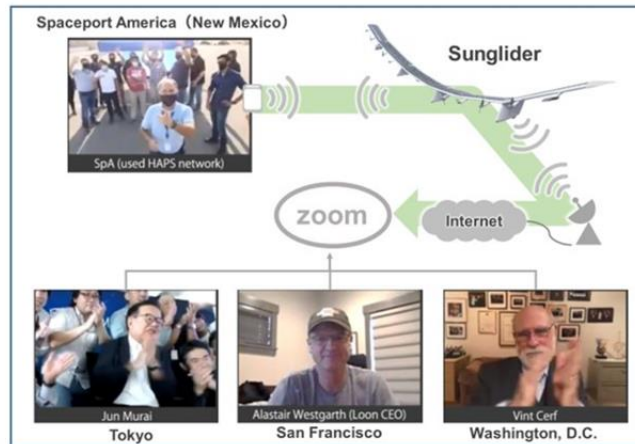 Spaceport America（New Mexico）
Sunglider
SpA (used HAPS network)
zoom
Internet
Jun Murai
Alastair Westgarth (Loon CEO)
Vint Cerf
Tokyo
San Francisco
Washington, D.C.